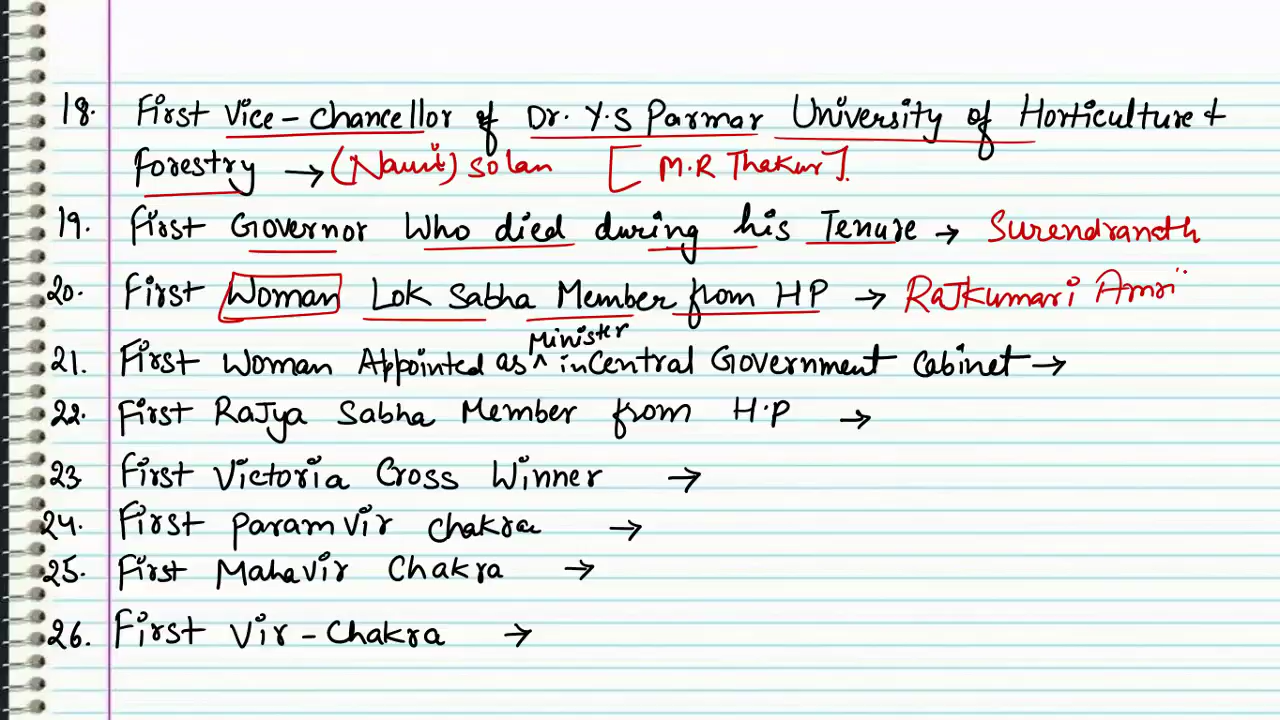 18. First Vice-chancellor of Dr. Y.S Parmar University of Horticulture +
Forestry → (Nauni) Solan [M.R Thakur].
19. First Governor Who died during his Tenure → Surendranath
20. First Woman Lok Sabha Member from HP → Rajkumari Amri
Minister
21. First Woman Appointed as ^ in Central Government Cabinet →
22. First Rajya Sabha Member from H.P →
23. First Victoria Cross Winner →
24. First Paramvir Chakra →
25. First Mahavir Chakra →
26. First Vir-Chakra →